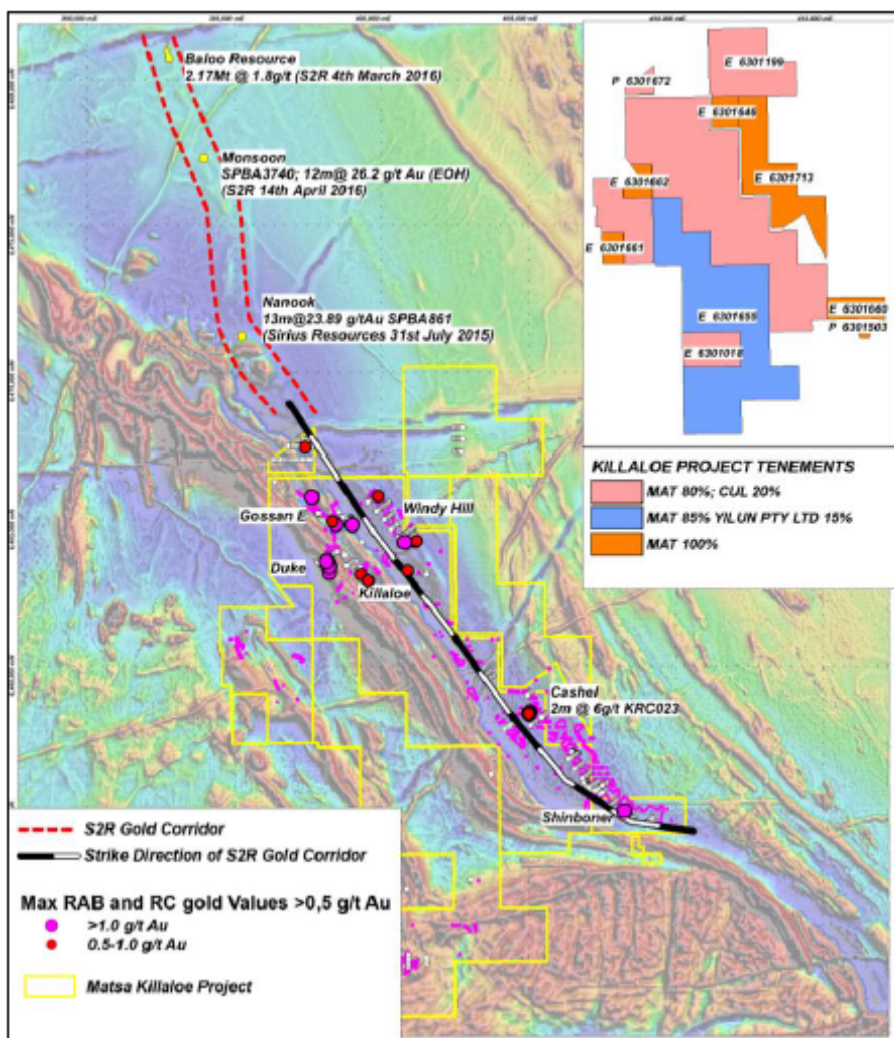 Baloo Resource
2.17Mt @ 1.8g/t (S2R 4th March 2016)
Monsoon
SPBA3740; 12m@ 26.2 g/t Au (EOH)
(S2R 14th April 2016)
Nanook
13m@23.89 g/tAu SPBA861
(Sirius Resources 31st July 2015)
Gossan E
Windy Hill
Duke
Killaloe
Cashel
2m @ 6g/t KRC023
Shinboner
E 6301199
P 6301672
E 6301646
E 6301662
E 6301713
E 6301661
E 6301655
E 6301660
P 6301503
E 6301018
KILLALOE PROJECT TENEMENTS
MAT 80%; CUL 20%
MAT 85% YILUN PTY LTD 15%
MAT 100%
S2R Gold Corridor
Strike Direction of S2R Gold Corridor
Max RAB and RC gold Values >0,5 g/t Au
>1.0 g/t Au
0.5-1.0 g/t Au
Matsa Killaloe Project